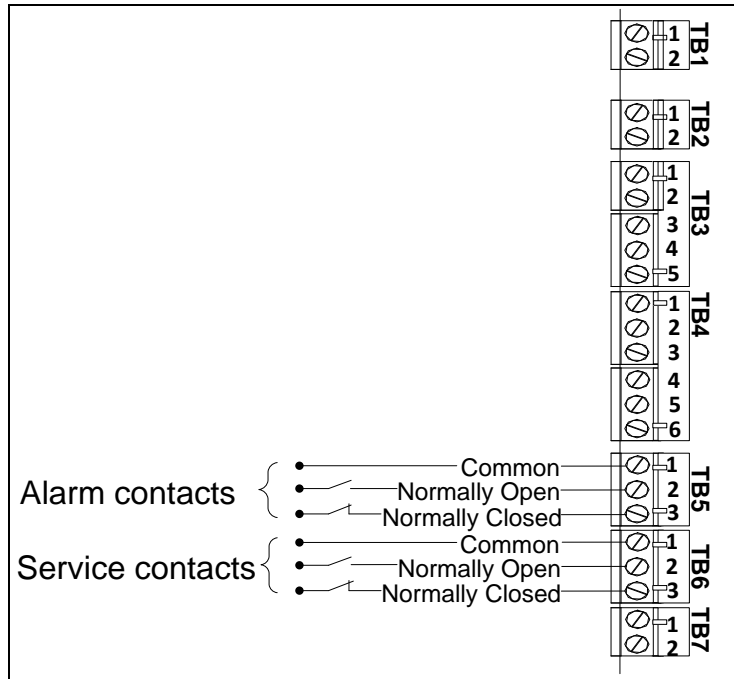 TB1
1
2
TB2
1
2
TB3
1
2
3
4
5
TB4
1
2
3
4
5
6
Alarm contacts
Common
Normally Open
Normally Closed
TB5
1
2
3
Service contacts
Common
Normally Open
Normally Closed
TB6
1
2
3
TB7
1
2